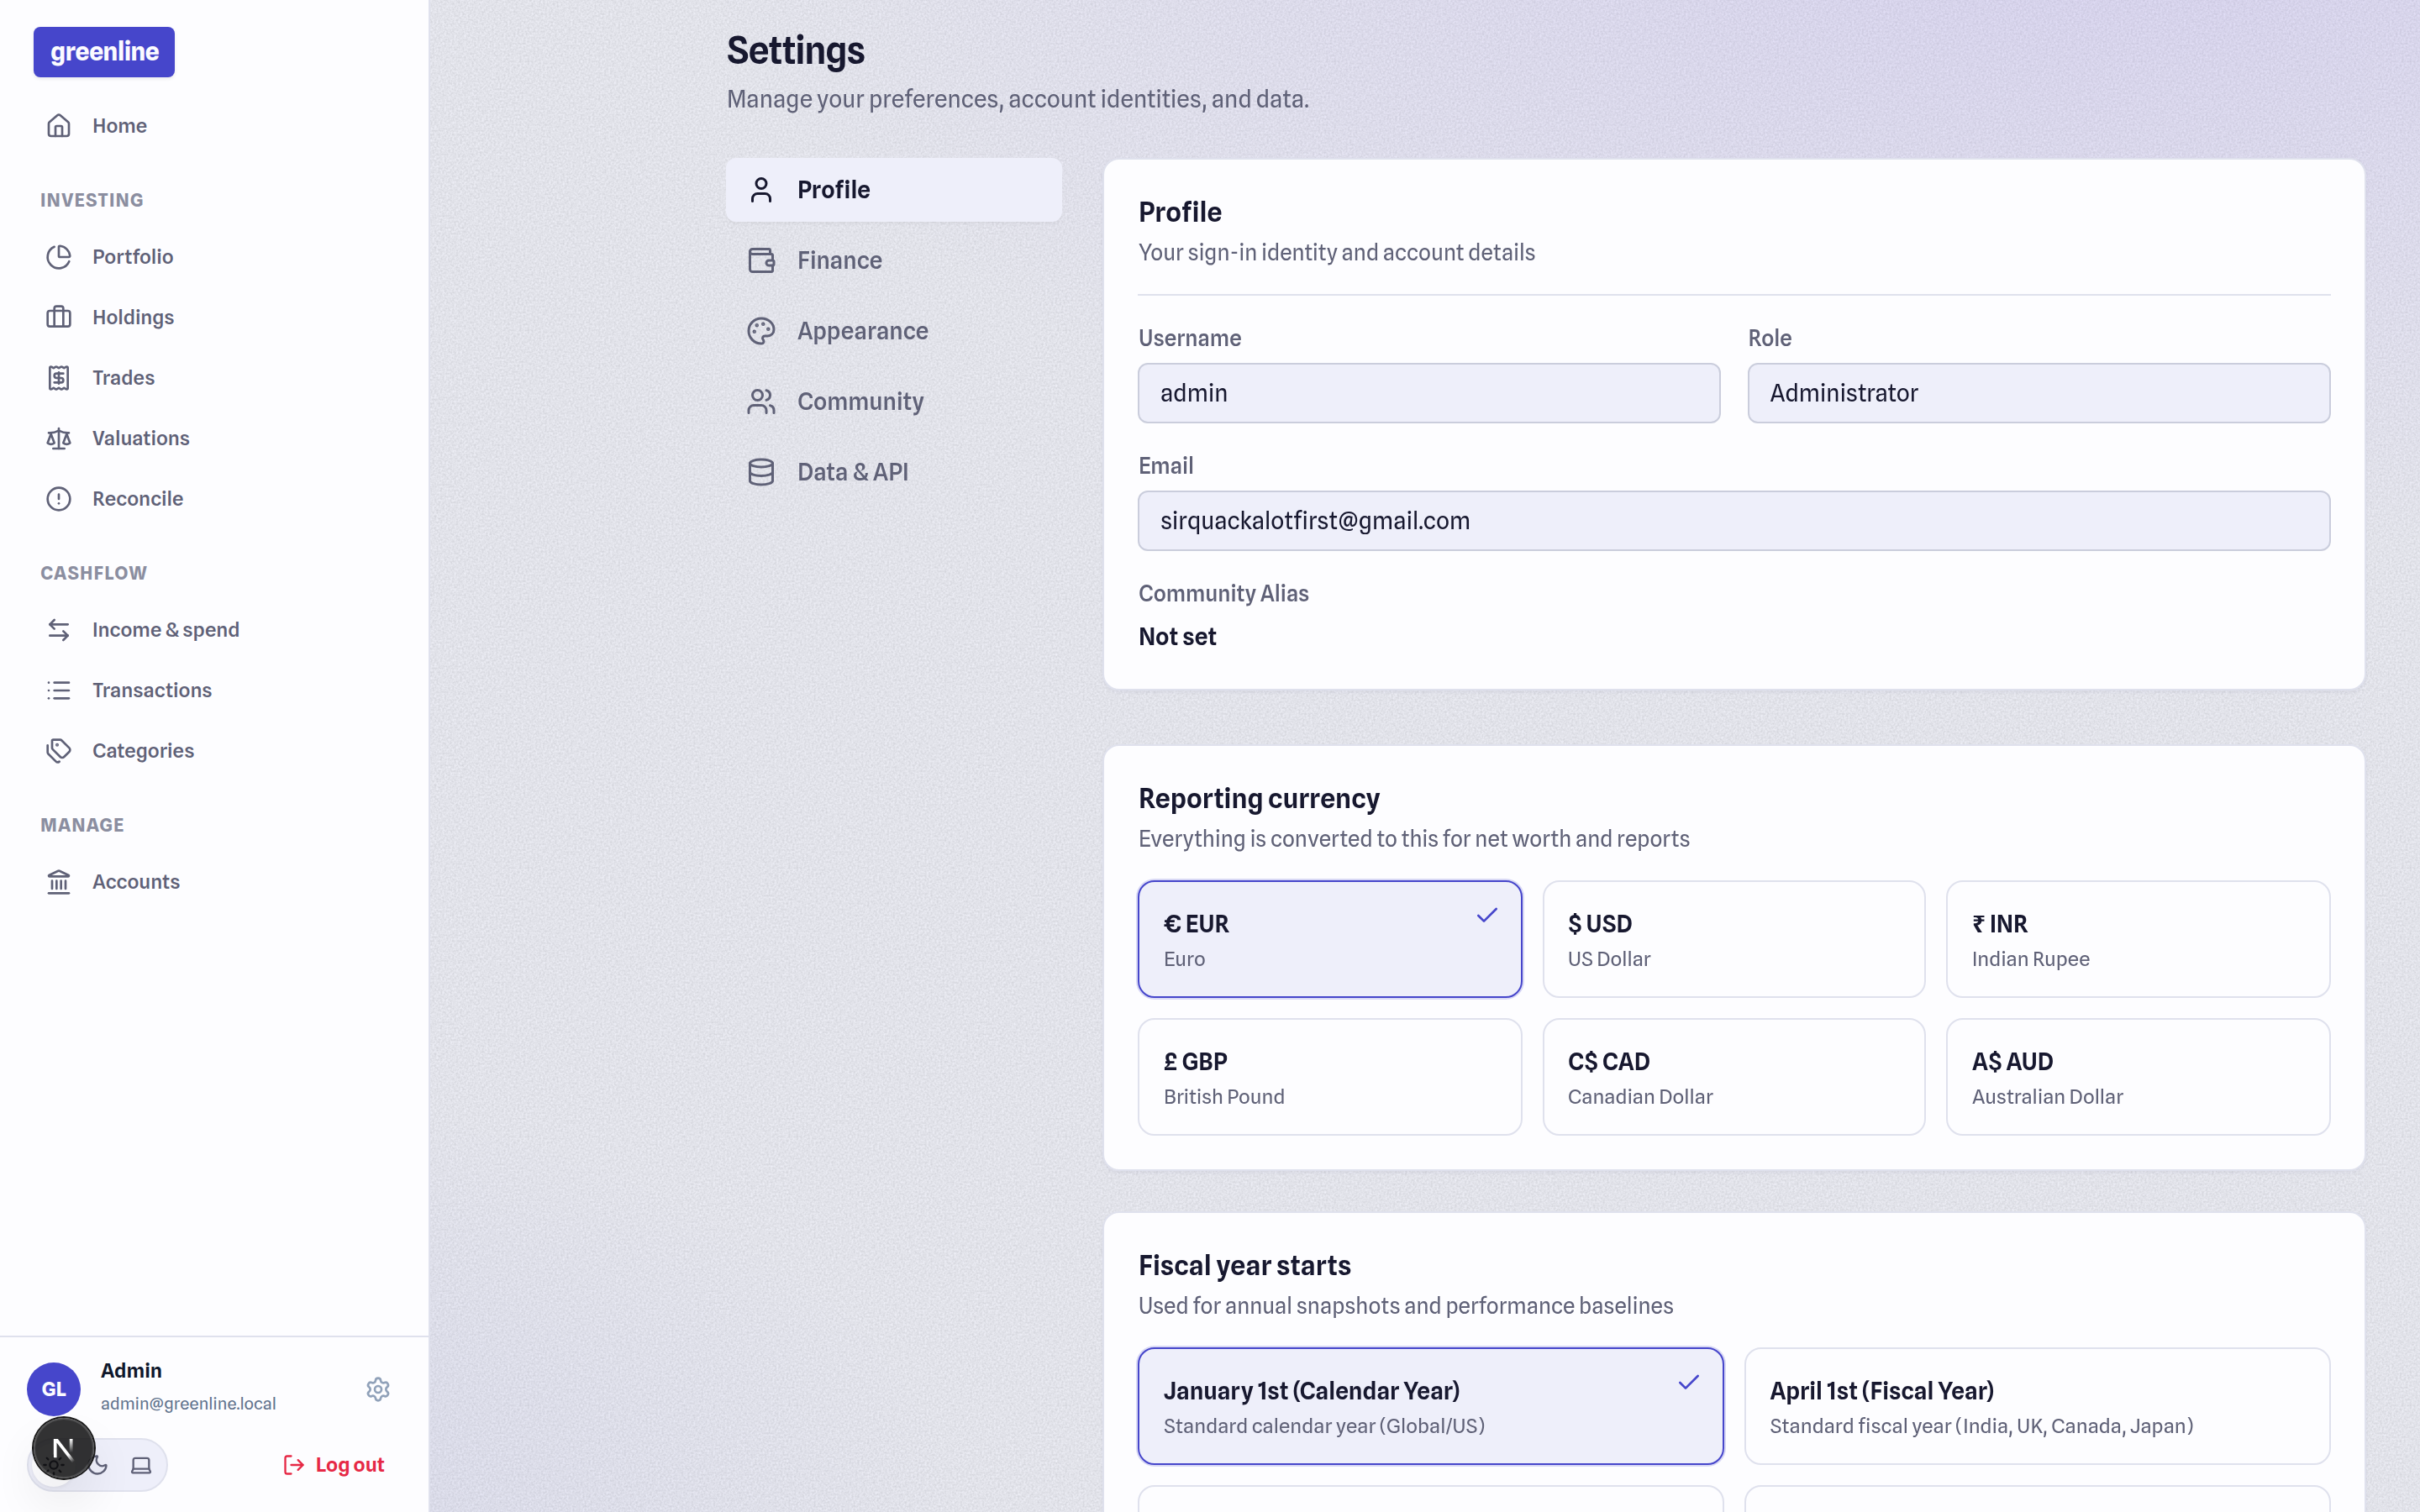 greenline
Home
INVESTING
Portfolio
Holdings
Trades
Valuations
Reconcile
CASHFLOW
Income & spend
Transactions
Categories
MANAGE
Accounts
GL
Admin
admin@greenline.local
N
Log out
Settings
Manage your preferences, account identities, and data.
Profile
Finance
Appearance
Community
Data & API
Profile
Your sign-in identity and account details
Username
Role
admin
Administrator
Email
sirquackalotfirst@gmail.com
Community Alias
Not set
Reporting currency
Everything is converted to this for net worth and reports
€ EUR
Euro
$ USD
US Dollar
₹ INR
Indian Rupee
£ GBP
British Pound
C$ CAD
Canadian Dollar
A$ AUD
Australian Dollar
Fiscal year starts
Used for annual snapshots and performance baselines
January 1st (Calendar Year)
Standard calendar year (Global/US)
April 1st (Fiscal Year)
Standard fiscal year (India, UK, Canada, Japan)